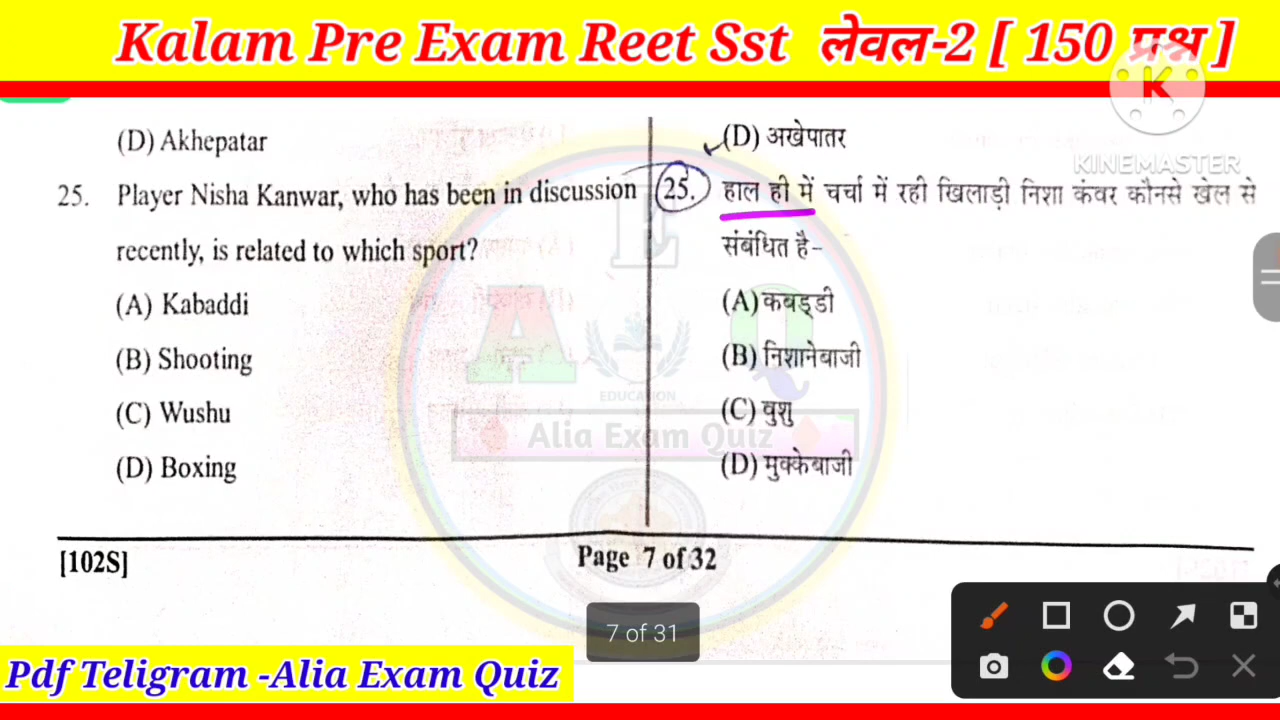 Kalam Pre Exam Reet Sst लेवल-2 [ 150 प्रश्न ]
K
KINEMASTER
(D) Akhepatar
25. Player Nisha Kanwar, who has been in discussion
recently, is related to which sport?
(A) Kabaddi
(B) Shooting
(C) Wushu
(D) Boxing
(D) अखेपातर
25. हाल ही में चर्चा में रही खिलाड़ी निशा कंवर कौनसे खेल से
संबंधित है-
(A) कबड्डी
(B) निशानेबाजी
(C) वुशु
(D) मुक्केबाजी
E
A Q
EDUCATION
Alia Exam Quiz
[102S]
Page 7 of 32
7 of 31
Pdf Teligram -Alia Exam Quiz